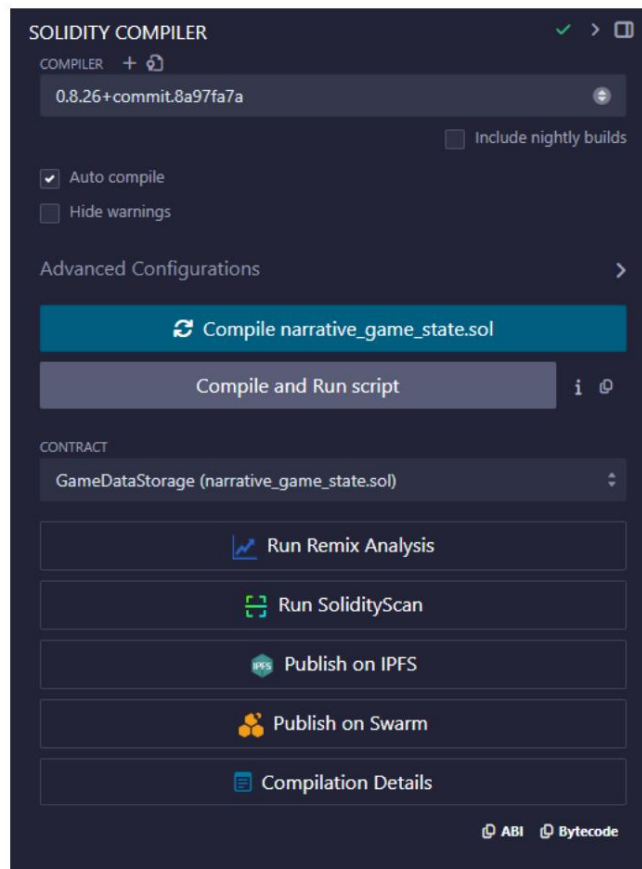 SOLIDITY COMPILER
COMPILER
0.8.26+commit.8a97fa7a
Include nightly builds
Auto compile
Hide warnings
Advanced Configurations
Compile narrative_game_state.sol
Compile and Run script
CONTRACT
GameDataStorage (narrative_game_state.sol)
Run Remix Analysis
Run SolidityScan
IPFS Publish on IPFS
Publish on Swarm
Compilation Details
ABI Bytecode